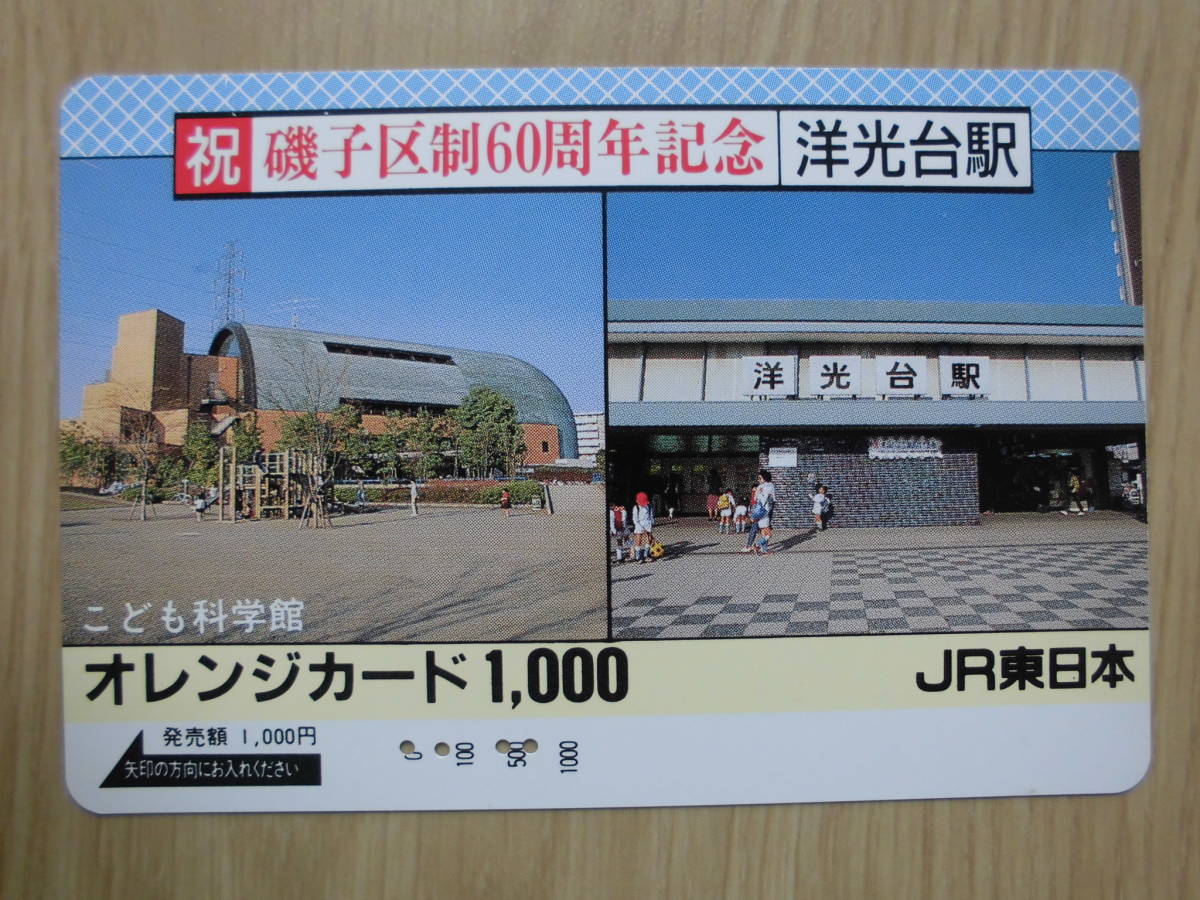 祝 磯子区制60周年記念 洋光台駅
洋光台駅
こども科学館
オレンジカード 1,000 JR東日本
発売額 1,000円
矢印の方向にお入れください
0 100 500 1000